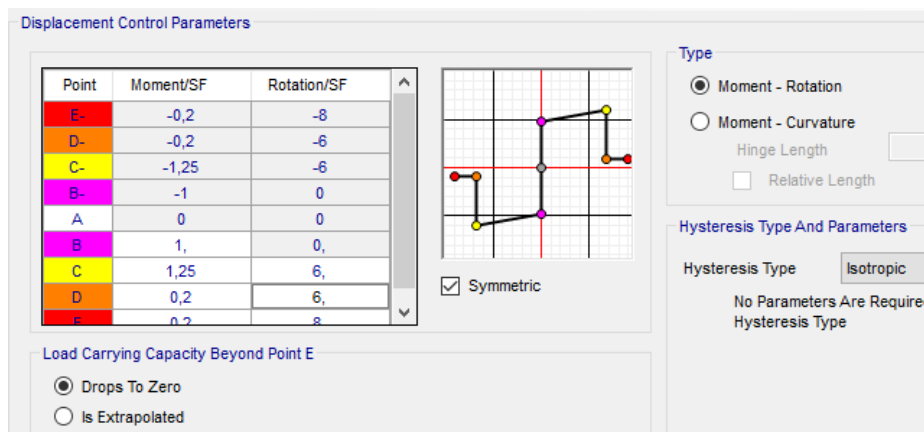 Displacement Control Parameters
Point Moment/SF Rotation/SF
E- -0,2 -8
D- -0,2 -6
C- -1,25 -6
B- -1 0
A 0 0
B 1, 0,
C 1,25 6,
D 0,2 6,
E 0,2 8
Symmetric
Load Carrying Capacity Beyond Point E
Drops To Zero
Is Extrapolated
Type
Moment - Rotation
Moment - Curvature
Hinge Length
Relative Length
Hysteresis Type And Parameters
Hysteresis Type Isotropic
No Parameters Are Require
Hysteresis Type